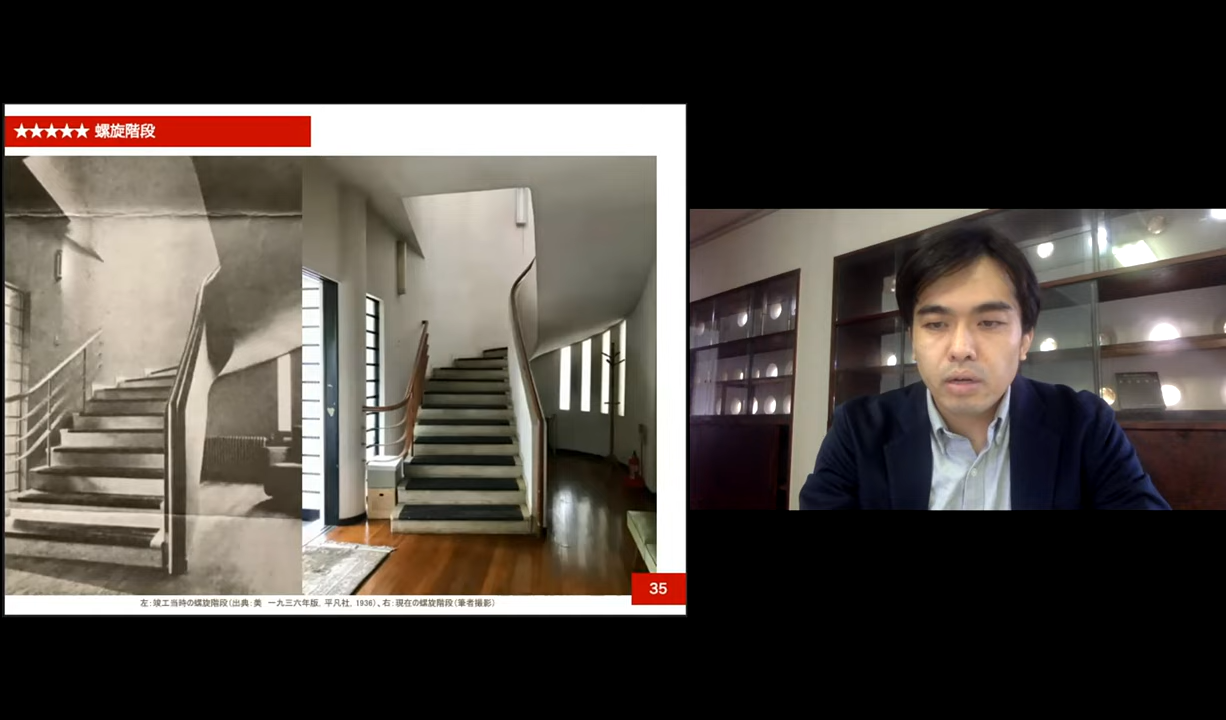 ★★★★★ 螺旋階段
左：竣工当時の螺旋階段（出典：美　一九三六年版, 平凡社, 1936）、右：現在の螺旋階段（筆者撮影）
35